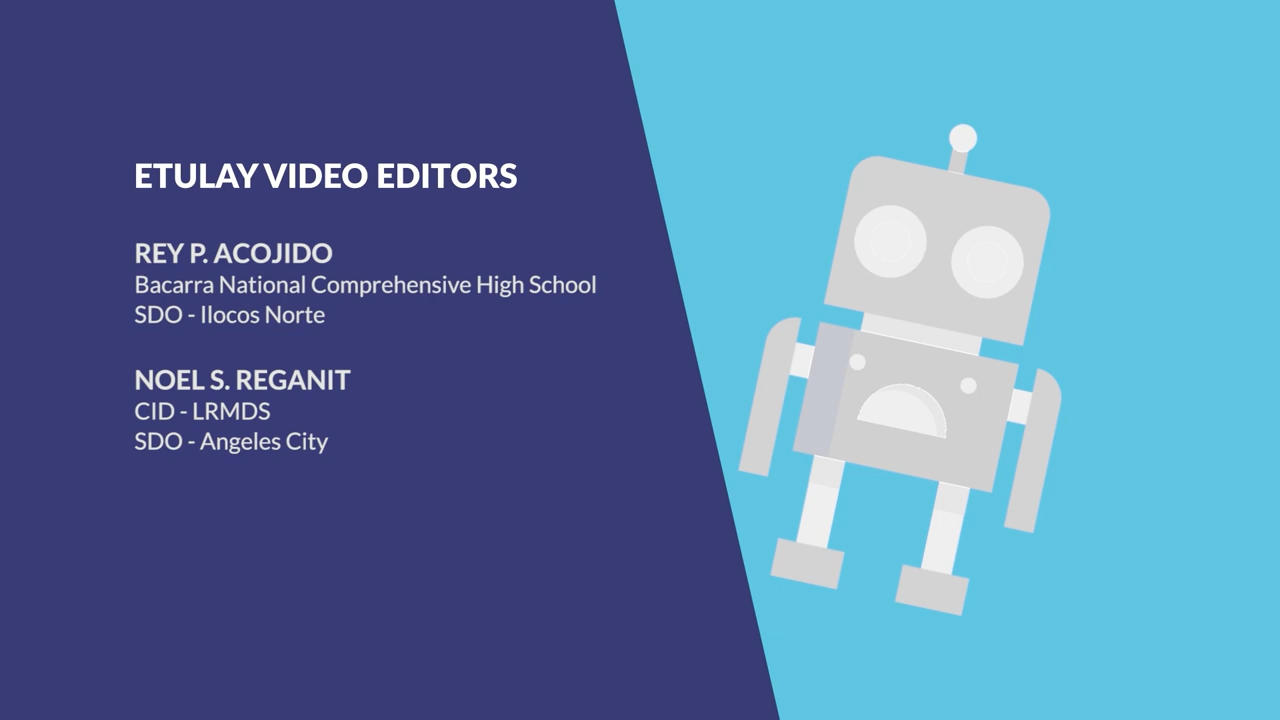 ETULAY VIDEO EDITORS
REY P. ACOJIDO
Bacarra National Comprehensive High School
SDO - Ilocos Norte
NOEL S. REGANIT
CID - LRMDS
SDO - Angeles City